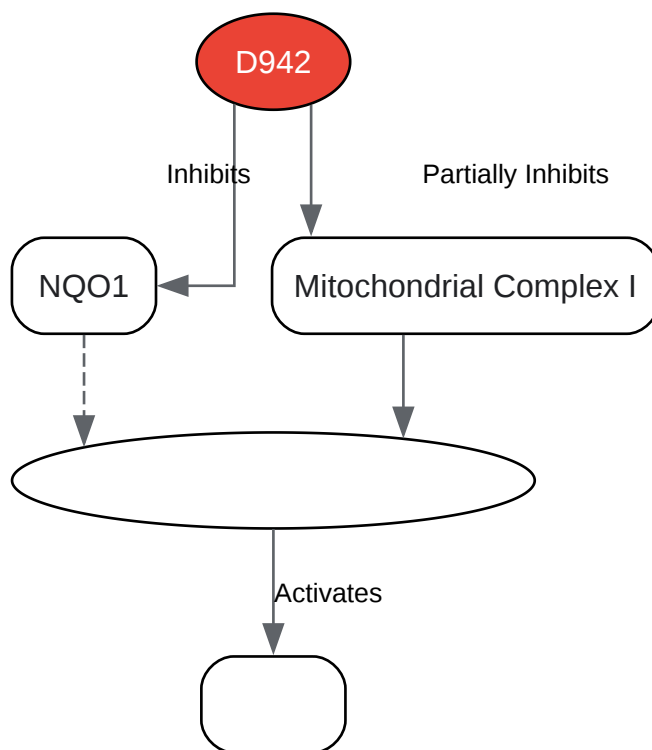 D942
Inhibits
Partially Inhibits
NQO1
Mitochondrial Complex I
Activates